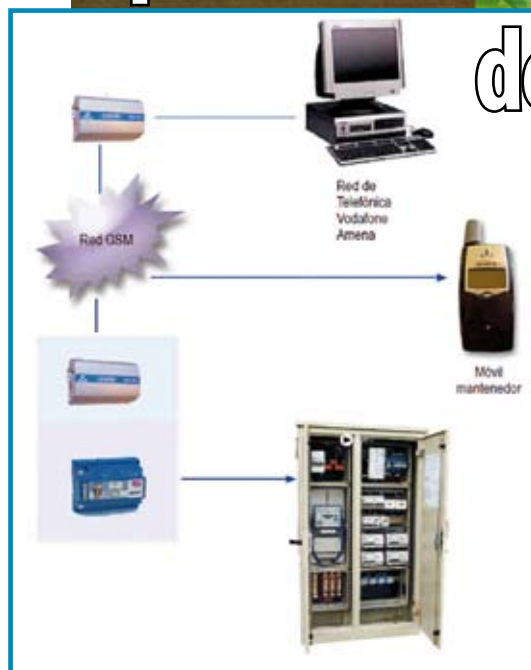 de
Red de
Telefónica
Vodafone
Amena
Red GSM
Móvil
mantenedor